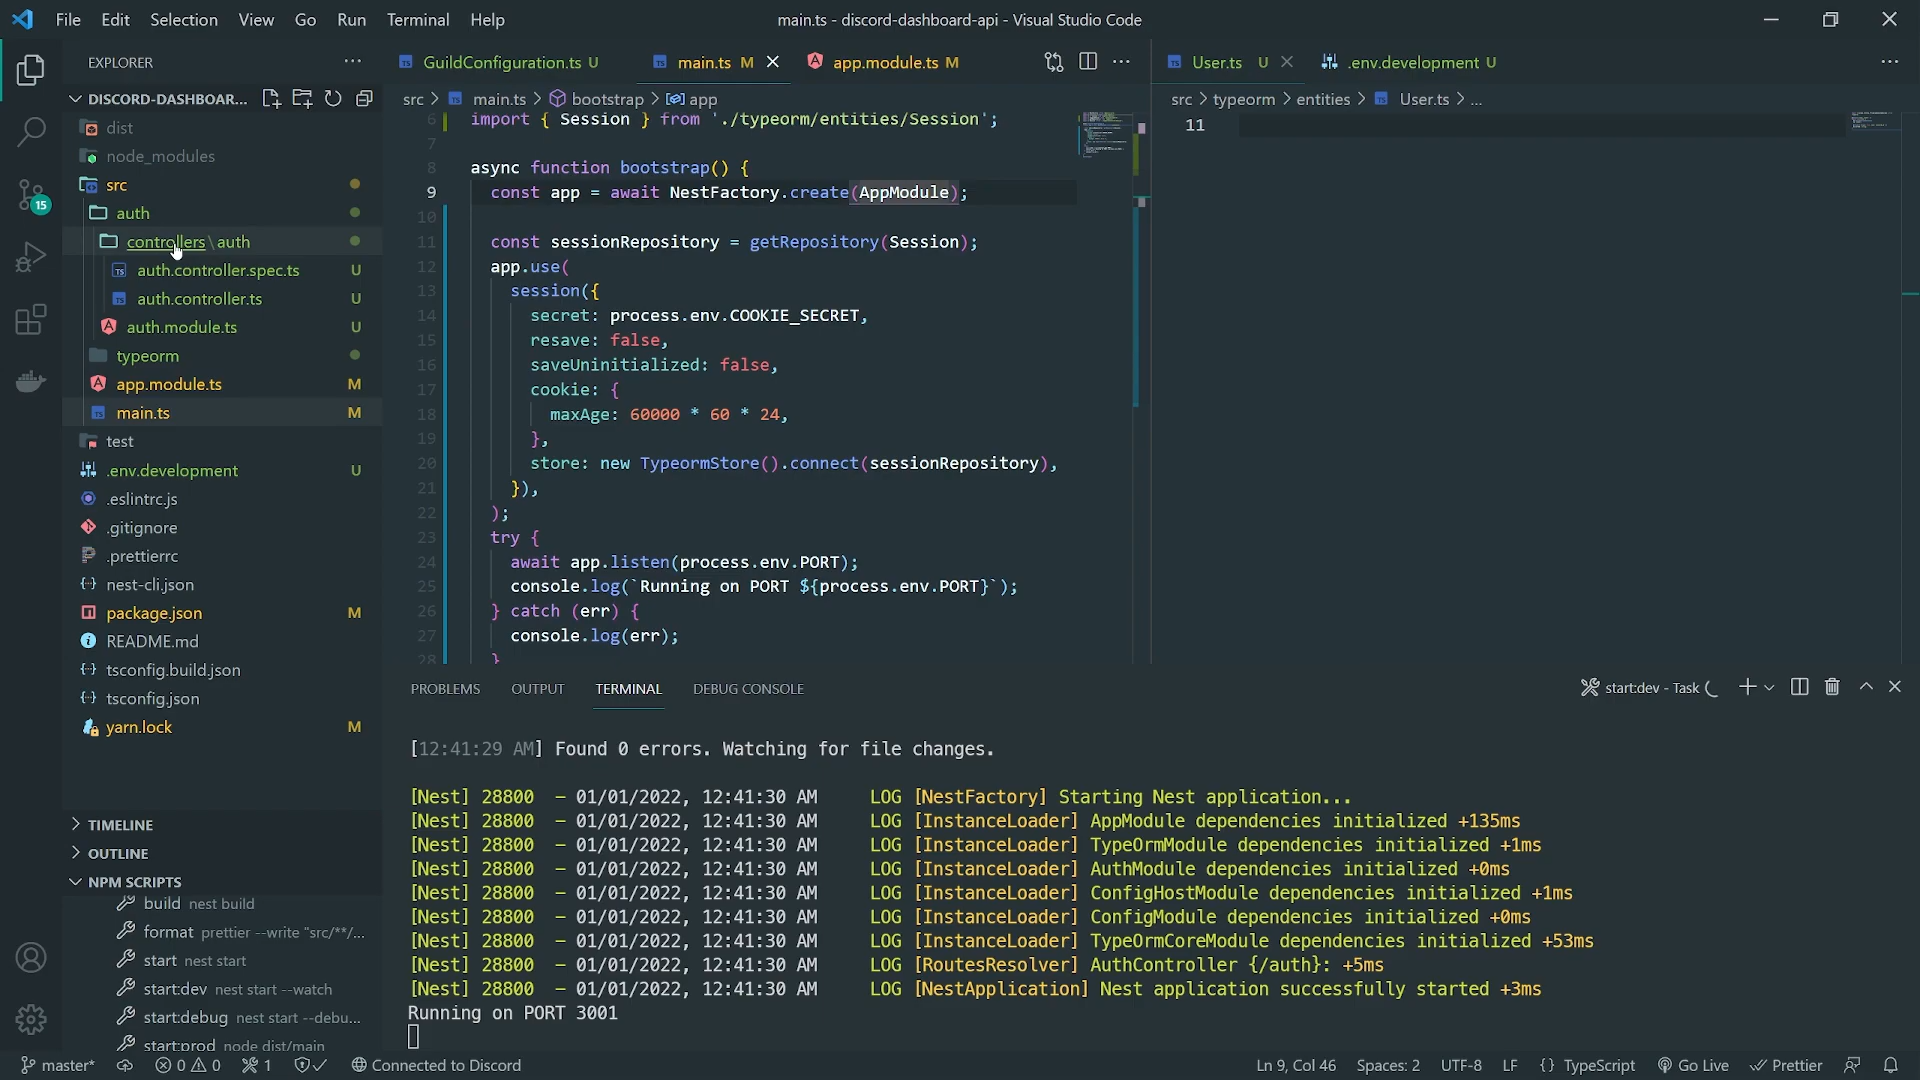 File Edit Selection View Go Run Terminal Help
main.ts - discord-dashboard-api - Visual Studio Code
EXPLORER
DISCORD-DASHBOAR...
dist
node_modules
src
auth
controllers \ auth
auth.controller.spec.ts U
auth.controller.ts U
auth.module.ts U
typeorm
app.module.ts M
main.ts M
test
.env.development U
.eslintrc.js
.gitignore
.prettierrc
nest-cli.json
package.json M
README.md
tsconfig.build.json
tsconfig.json
yarn.lock M
TIMELINE
OUTLINE
NPM SCRIPTS
build nest build
format prettier --write "src/**/...
start nest start
start:dev nest start --watch
start:debug nest start --debu...
start:prod node dist/main
15
GuildConfiguration.ts U
main.ts M
app.module.ts M
src > main.ts > bootstrap > app
6 import { Session } from './typeorm/entities/Session';
7
8 async function bootstrap() {
9 const app = await NestFactory.create(AppModule);
10
11 const sessionRepository = getRepository(Session);
12 app.use(
13 session({
14 secret: process.env.COOKIE_SECRET,
15 resave: false,
16 saveUninitialized: false,
17 cookie: {
18 maxAge: 60000 * 60 * 24,
19 },
20 store: new TypeormStore().connect(sessionRepository),
21 }),
22 );
23 try {
24 await app.listen(process.env.PORT);
25 console.log(`Running on PORT ${process.env.PORT}`);
26 } catch (err) {
27 console.log(err);
28 }
User.ts U
.env.development U
src > typeorm > entities > User.ts > ...
11
PROBLEMS OUTPUT TERMINAL DEBUG CONSOLE
start:dev - Task
[12:41:29 AM] Found 0 errors. Watching for file changes.
[Nest] 28800 - 01/01/2022, 12:41:30 AM LOG [NestFactory] Starting Nest application...
[Nest] 28800 - 01/01/2022, 12:41:30 AM LOG [InstanceLoader] AppModule dependencies initialized +135ms
[Nest] 28800 - 01/01/2022, 12:41:30 AM LOG [InstanceLoader] TypeOrmModule dependencies initialized +1ms
[Nest] 28800 - 01/01/2022, 12:41:30 AM LOG [InstanceLoader] AuthModule dependencies initialized +0ms
[Nest] 28800 - 01/01/2022, 12:41:30 AM LOG [InstanceLoader] ConfigHostModule dependencies initialized +1ms
[Nest] 28800 - 01/01/2022, 12:41:30 AM LOG [InstanceLoader] ConfigModule dependencies initialized +0ms
[Nest] 28800 - 01/01/2022, 12:41:30 AM LOG [InstanceLoader] TypeOrmCoreModule dependencies initialized +53ms
[Nest] 28800 - 01/01/2022, 12:41:30 AM LOG [RoutesResolver] AuthController {/auth}: +5ms
[Nest] 28800 - 01/01/2022, 12:41:30 AM LOG [NestApplication] Nest application successfully started +3ms
Running on PORT 3001
master* 0 0 1 Connected to Discord
Ln 9, Col 46 Spaces: 2 UTF-8 LF {} TypeScript Go Live Prettier